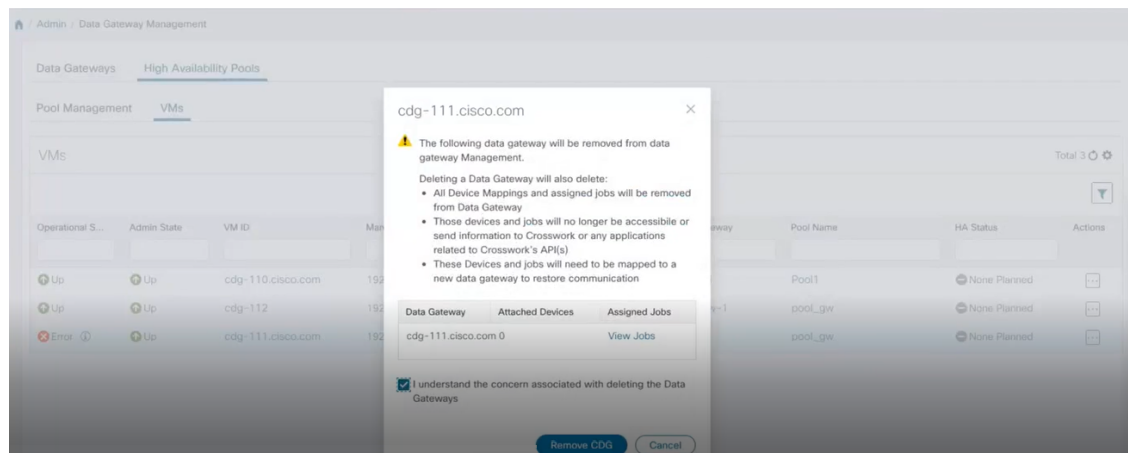 / Admin / Data Gateway Management
Data Gateways High Availability Pools
Pool Management VMs
VMs
Total 3
Operational S... Admin State VM ID Pool Name HA Status Actions
Up Up cdg-110.cisco.com 192 Pool1 None Planned
Up Up cdg-112 192 pool_gw None Planned
Error Up cdg-111.cisco.com 192 pool_gw None Planned
cdg-111.cisco.com
The following data gateway will be removed from data
gateway Management.
Deleting a Data Gateway will also delete:
• All Device Mappings and assigned jobs will be removed
from Data Gateway
• Those devices and jobs will no longer be accessibile or
send information to Crosswork or any applications
related to Crosswork's API(s)
• These Devices and jobs will need to be mapped to a
new data gateway to restore communication
Data Gateway Attached Devices Assigned Jobs
cdg-111.cisco.com 0 View Jobs
I understand the concern associated with deleting the Data
Gateways
Remove CDG Cancel